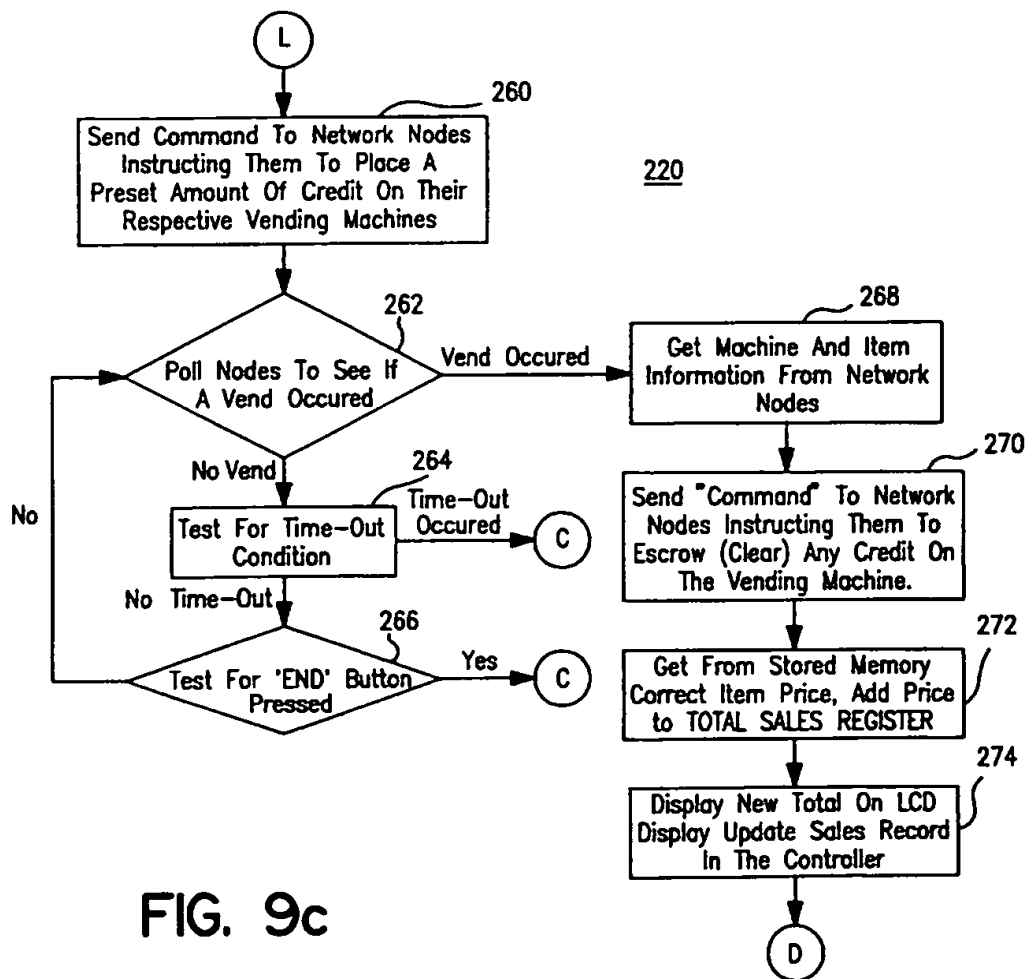 L
260
Send Command To Network Nodes
Instructing Them To Place A
Preset Amount Of Credit On Their
Respective Vending Machines
220
262
Poll Nodes To See If
A Vend Occured
Vend Occured
268
Get Machine And Item
Information From Network
Nodes
No Vend
264
Test For Time-Out
Condition
Time-Out
Occured
C
No
No Time-Out
266
Test For 'END' Button
Pressed
Yes
C
270
Send "Command" To Network
Nodes Instructing Them To
Escrow (Clear) Any Credit On
The Vending Machine.
272
Get From Stored Memory
Correct Item Price, Add Price
to TOTAL SALES REGISTER
274
Display New Total On LCD
Display Update Sales Record
In The Controller
D
FIG. 9c